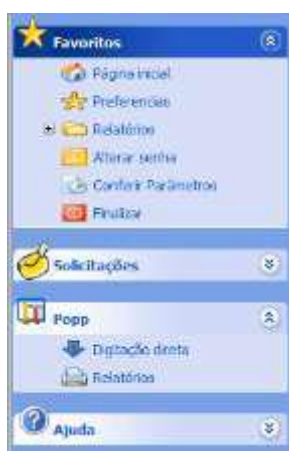 Favoritos
Página inicial
Preferencias
Relatórios
Alterar senha
Conferir Parâmetros
Finalizar
Solicitações
Popp
Digitação direta
Relatórios
Ajuda